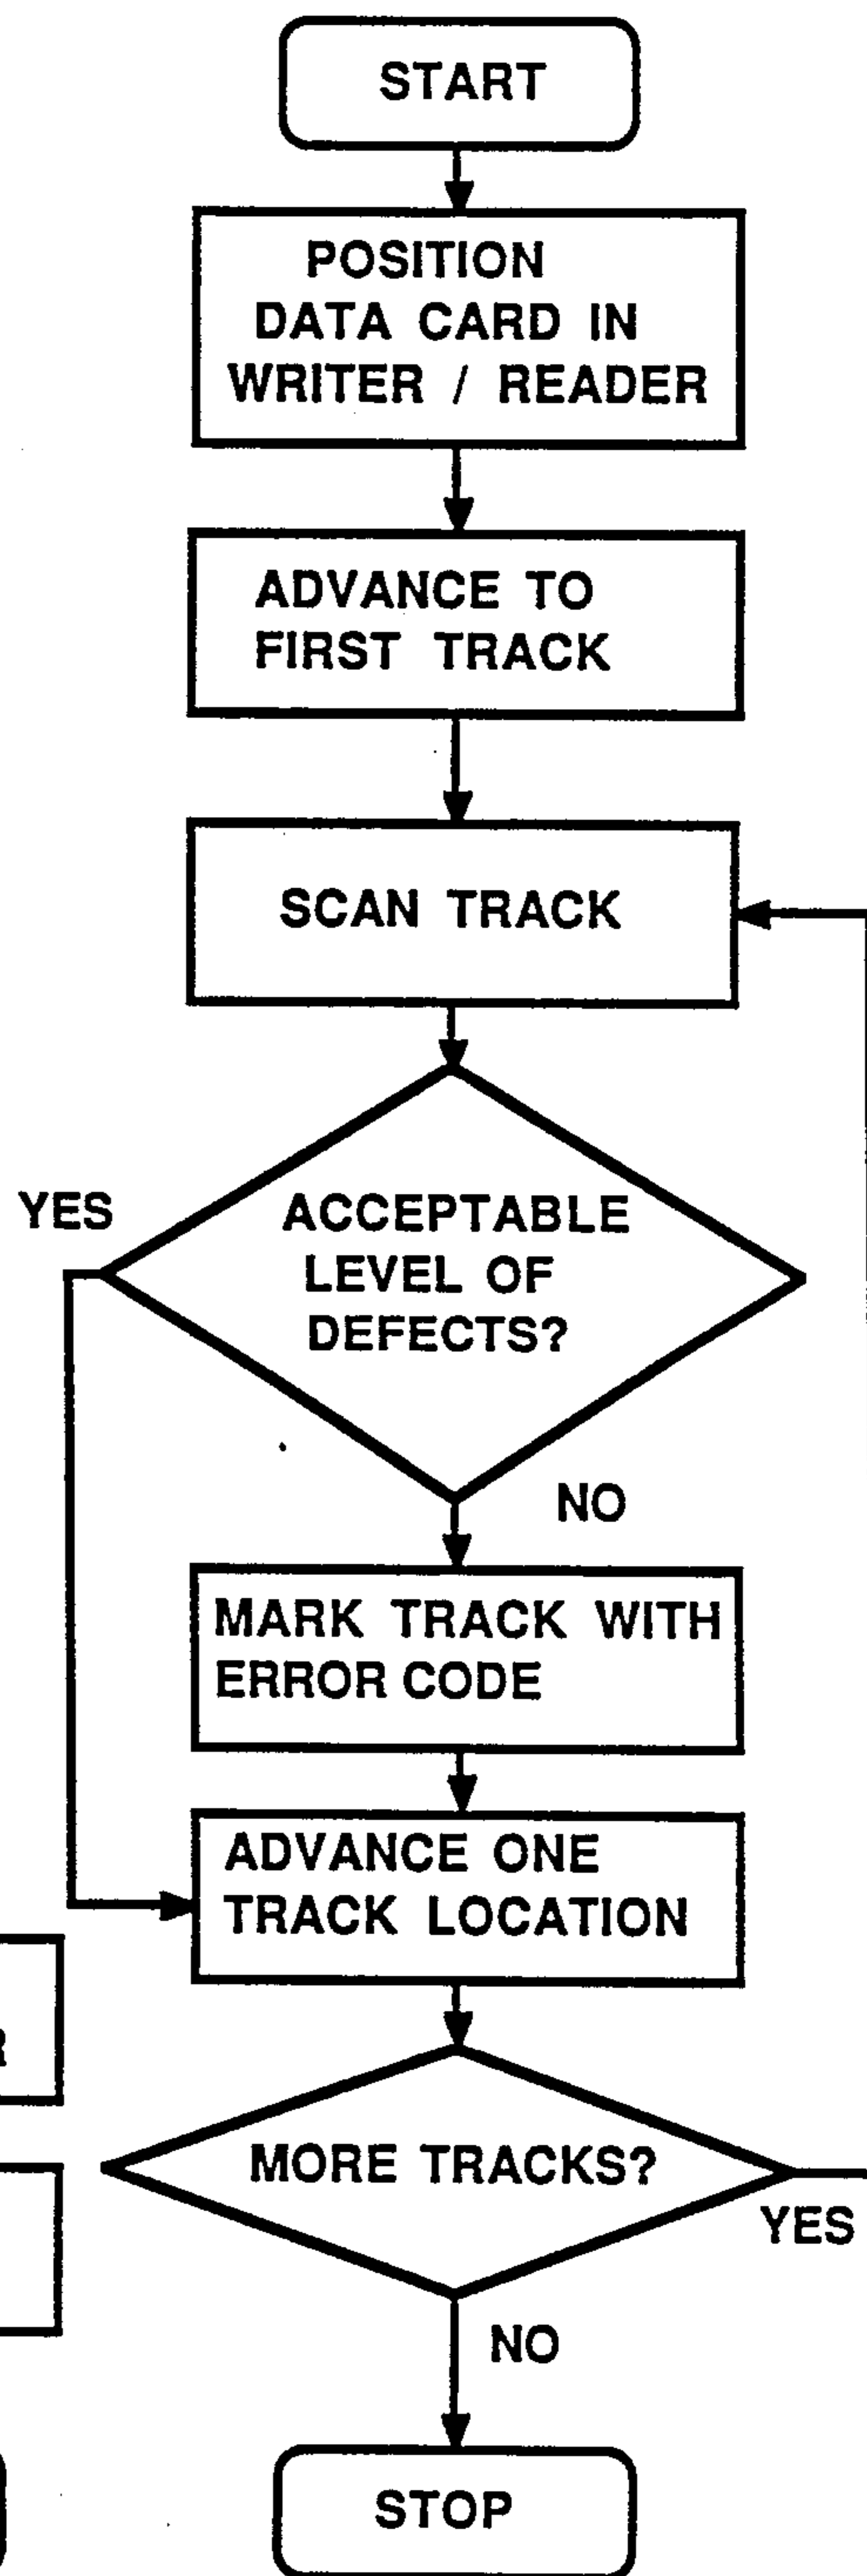 START
POSITION
DATA CARD IN
WRITER / READER
ADVANCE TO
FIRST TRACK
SCAN TRACK
YES
ACCEPTABLE
LEVEL OF
DEFECTS?
NO
MARK TRACK WITH
ERROR CODE
ADVANCE ONE
TRACK LOCATION
R
MORE TRACKS?
YES
NO
STOP